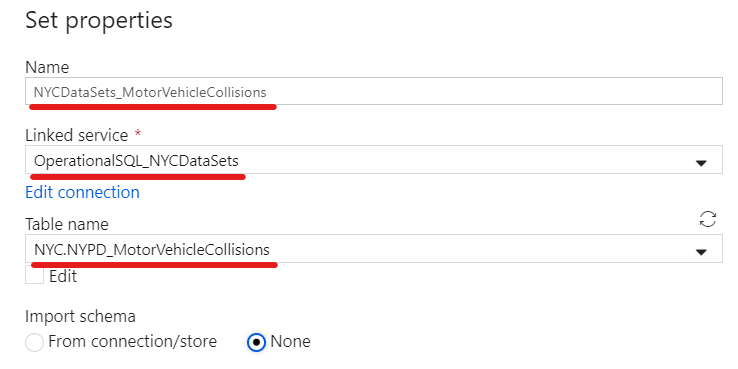 Set properties
Name
NYCDataSets_MotorVehicleCollisions
Linked service *
OperationalSQL_NYCDataSets
Edit connection
Table name
NYC.NYPD_MotorVehicleCollisions
Edit
Import schema
From connection/store None